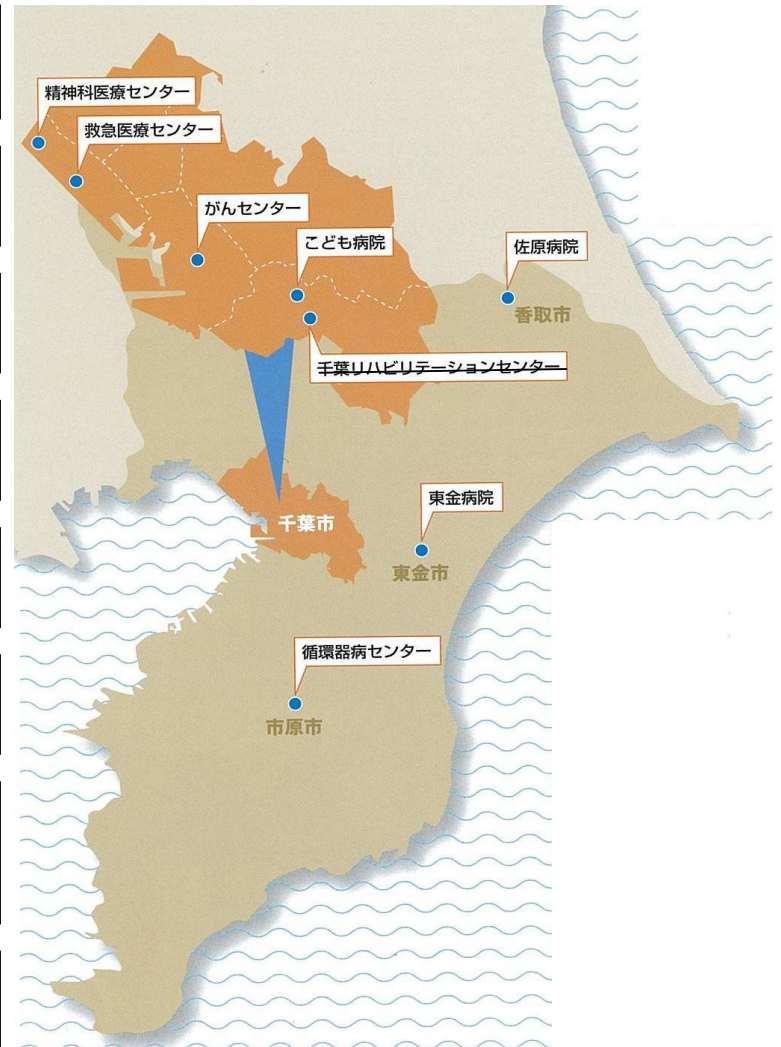 精神科医療センター
救急医療センター
がんセンター
こども病院
佐原病院
香取市
千葉リハビリテーションセンター
東金病院
千葉市
東金市
循環器病センター
市原市